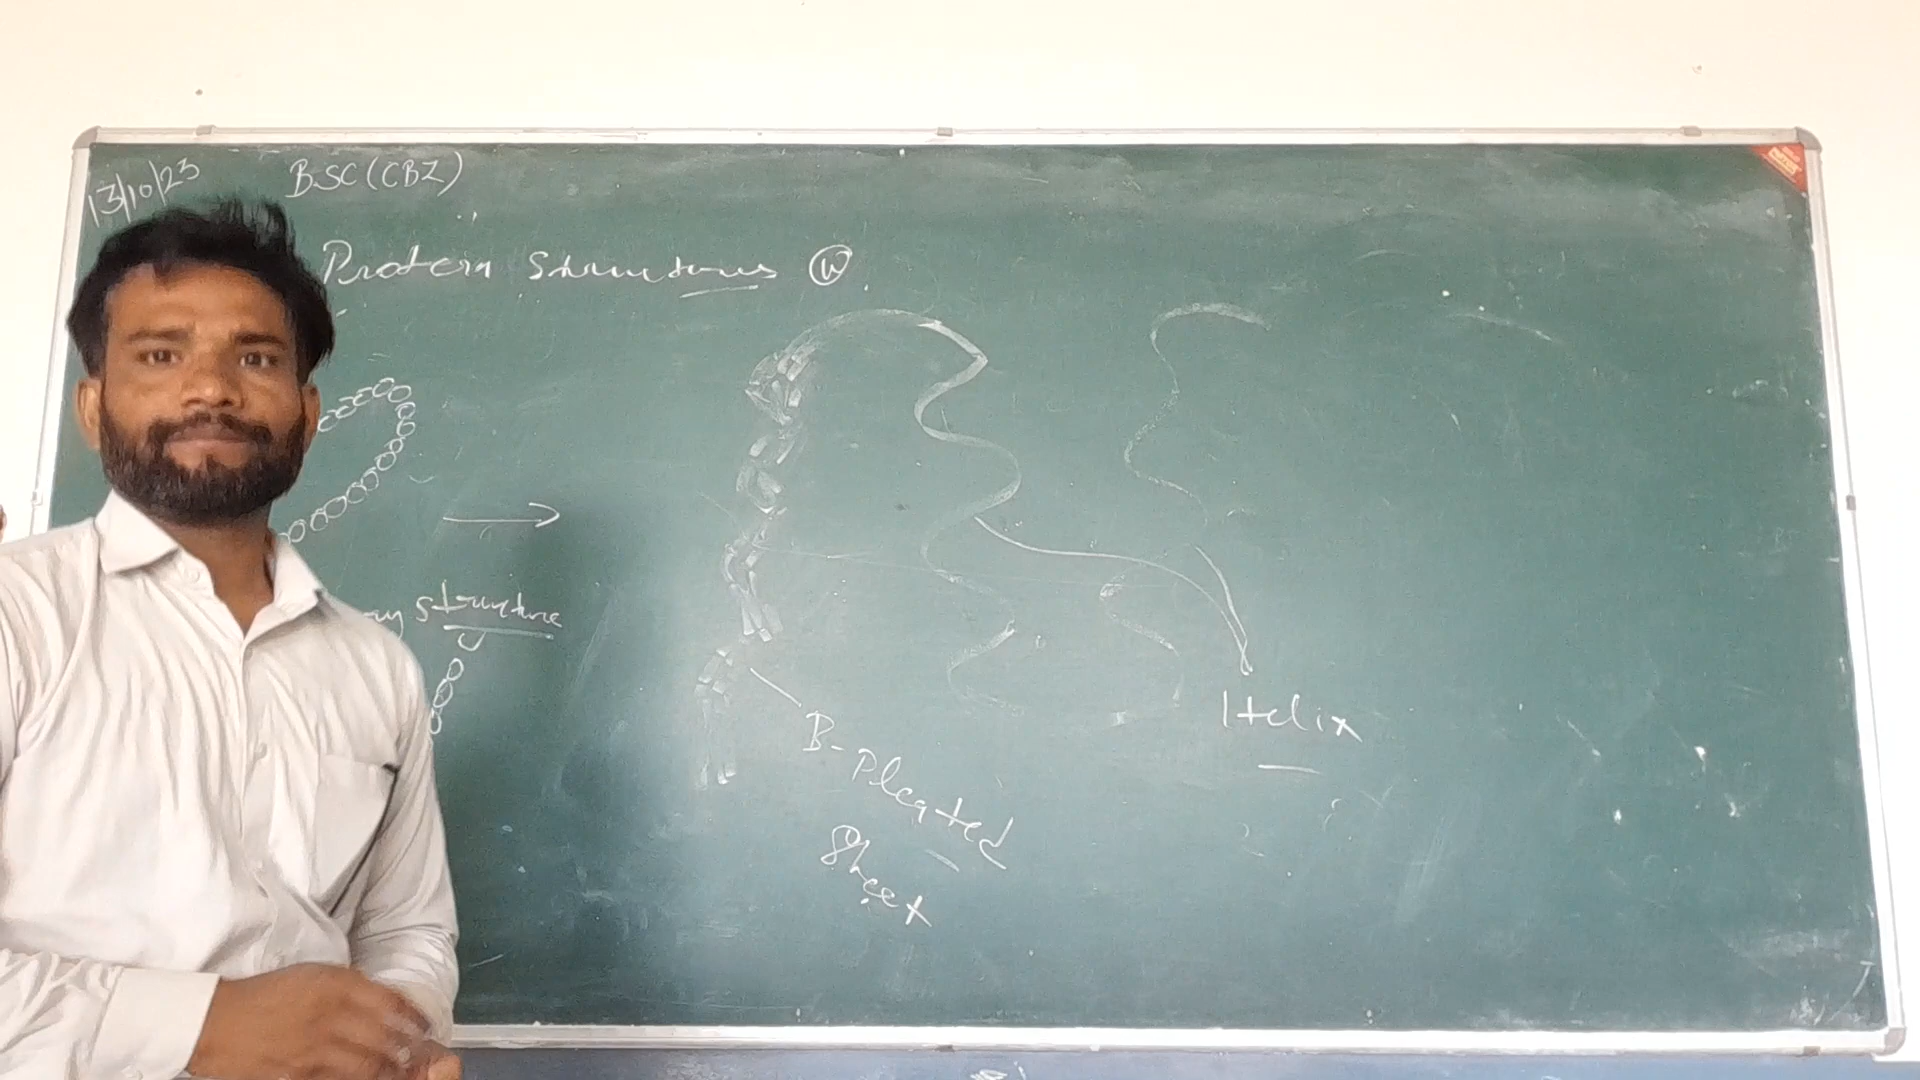 13/10/23
BSC (CBZ)
Protein Structures
structure
B-Pleated
Sheet
Helix